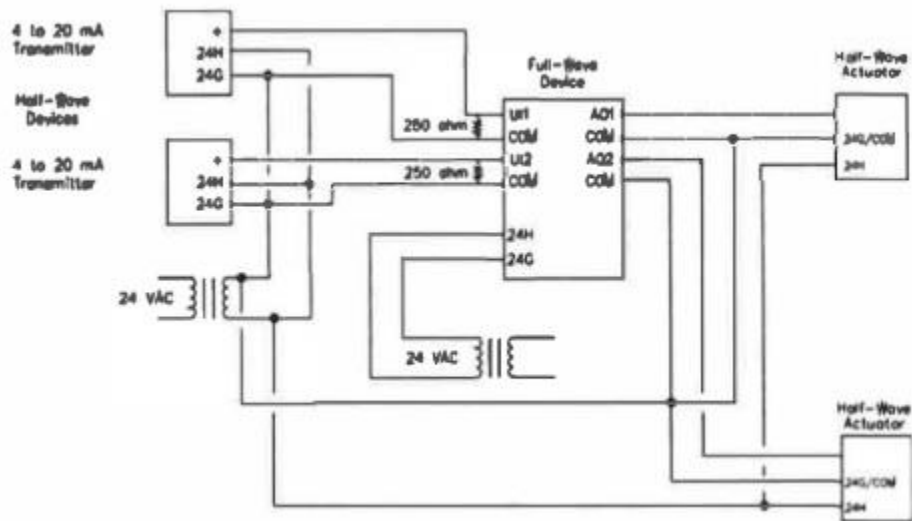 4 to 20 mA
Transmitter
+
24H
24G
Half-Wave
Devices
4 to 20 mA
Transmitter
+
24H
24G
24 VAC
250 ohm
250 ohm
Full-Wave
Device
UI1
COM
UI2
COM
24H
24G
AO1
COM
AO2
COM
24 VAC
Half-Wave
Actuator
24G/COM
24H
Half-Wave
Actuator
24G/COM
24H